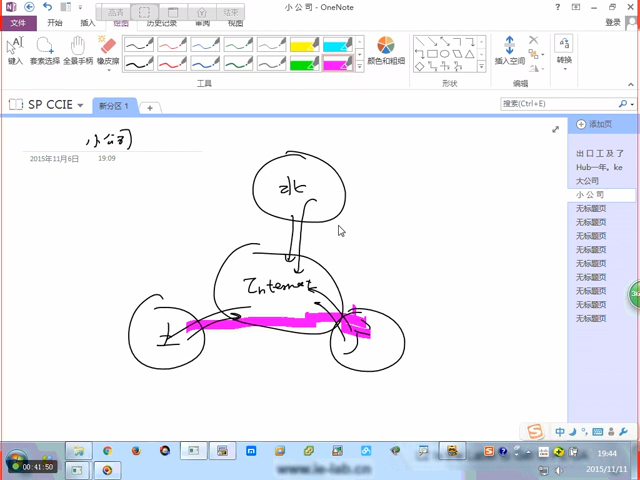 小 公 司 - OneNote
高清
结束
文件
开始
插入
绘图
历史记录
审阅
视图
登录
键入
套索选择
全景手柄
橡皮擦
颜色和粗细
插入空间
转换
工具
形状
编辑
SP CCIE
新分区 1
搜索(Ctrl+E)
小公司
2015年11月6日
19:09
添加页
出 口 工 及 了
Hub一年。ke
大公司
小 公 司
无标题页
无标题页
无标题页
无标题页
无标题页
无标题页
无标题页
无标题页
无标题页
北
Internet
上
中
00:41:50
www.ie-lab.cn
19:44
2015/11/11